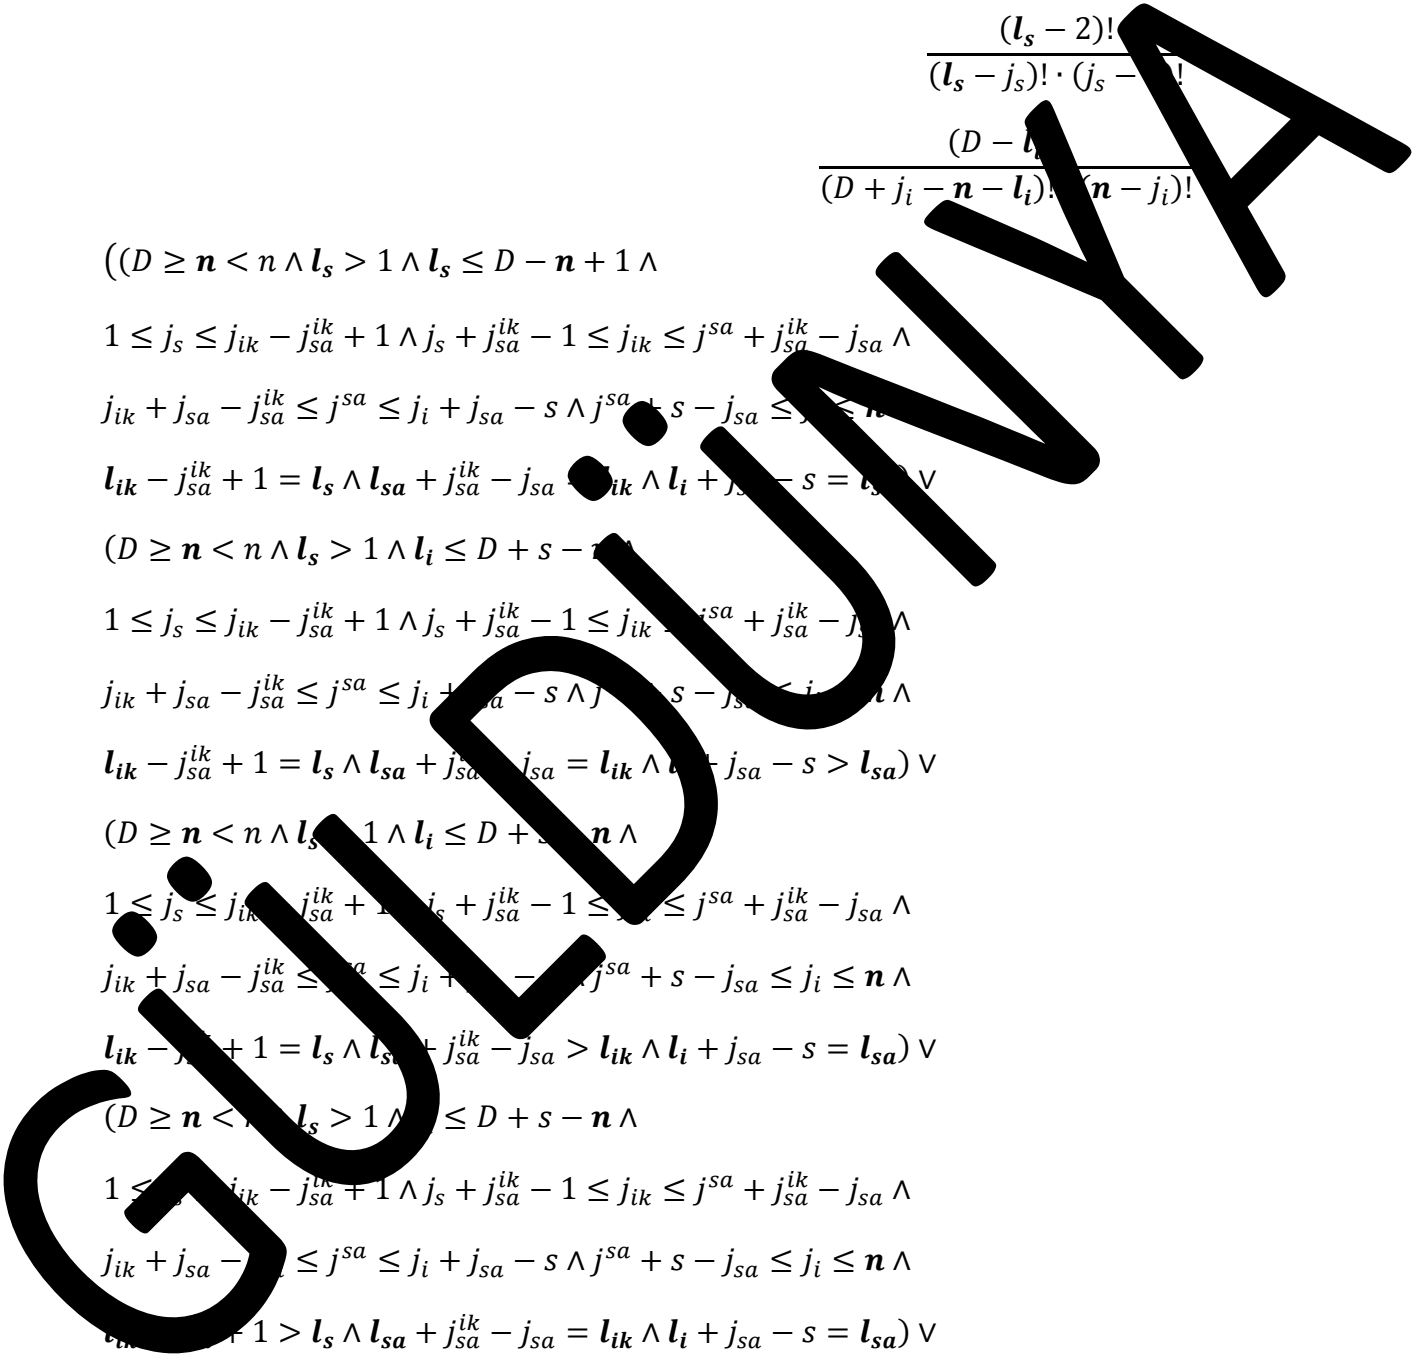 (l_s − 2)!
(l_s − j_s)! · (j_s − )!
(D − l
(D + j_i − n − l_i)! (n − j_i)!
((D ≥ n < n ∧ l_s > 1 ∧ l_s ≤ D − n + 1 ∧
1 ≤ j_s ≤ j_{ik} − j_{sa}^{ik} + 1 ∧ j_s + j_{sa}^{ik} − 1 ≤ j_{ik} ≤ j^{sa} + j_{sa}^{ik} − j_{sa} ∧
j_{ik} + j_{sa} − j_{sa}^{ik} ≤ j^{sa} ≤ j_i + j_{sa} − s ∧ j^{sa} + s − j_{sa} ≤ ≤ n
l_{ik} − j_{sa}^{ik} + 1 = l_s ∧ l_{sa} + j_{sa}^{ik} − j_{sa} l_{ik} ∧ l_i + − s = ) ∨
(D ≥ n < n ∧ l_s > 1 ∧ l_i ≤ D + s − ∧
1 ≤ j_s ≤ j_{ik} − j_{sa}^{ik} + 1 ∧ j_s + j_{sa}^{ik} − 1 ≤ j_{ik} ≤ j^{sa} + j_{sa}^{ik} − ∧
j_{ik} + j_{sa} − j_{sa}^{ik} ≤ j^{sa} ≤ j_i + − s ∧ s − ≤ n ∧
l_{ik} − j_{sa}^{ik} + 1 = l_s ∧ l_{sa} + j_{sa} = l_{ik} ∧ + j_{sa} − s > l_{sa}) ∨
(D ≥ n < n ∧ l_s 1 ∧ l_i ≤ D + n ∧
1 ≤ j_s ≤ j_{sa}^{ik} + j_s + j_{sa}^{ik} − 1 ≤ ≤ j^{sa} + j_{sa}^{ik} − j_{sa} ∧
j_{ik} + j_{sa} − j_{sa}^{ik} ≤ ≤ j_i + − j^{sa} + s − j_{sa} ≤ j_i ≤ n ∧
l_{ik} − + 1 = l_s ∧ + j_{sa}^{ik} − j_{sa} > l_{ik} ∧ l_i + j_{sa} − s = l_{sa}) ∨
(D ≥ n < l_s > 1 ∧ ≤ D + s − n ∧
1 ≤ − j_{sa}^{ik} + 1 ∧ j_s + j_{sa}^{ik} − 1 ≤ j_{ik} ≤ j^{sa} + j_{sa}^{ik} − j_{sa} ∧
j_{ik} + j_{sa} − ≤ j^{sa} ≤ j_i + j_{sa} − s ∧ j^{sa} + s − j_{sa} ≤ j_i ≤ n ∧
+ 1 > l_s ∧ l_{sa} + j_{sa}^{ik} − j_{sa} = l_{ik} ∧ l_i + j_{sa} − s = l_{sa}) ∨
GÜLDÜNYA